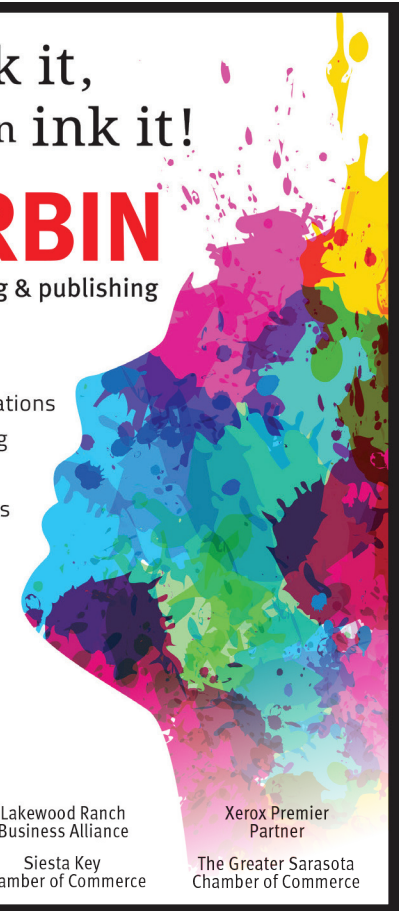 k it,
n ink it!
RBIN
g & publishing
ations
g
s
Lakewood Ranch
Business Alliance
Xerox Premier
Partner
Siesta Key
amber of Commerce
The Greater Sarasota
Chamber of Commerce